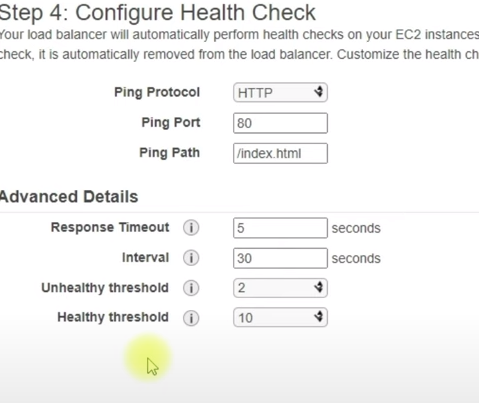 Step 4: Configure Health Check
Your load balancer will automatically perform health checks on your EC2 instances
check, it is automatically removed from the load balancer. Customize the health ch
Ping Protocol HTTP
Ping Port 80
Ping Path /index.html
Advanced Details
Response Timeout i 5 seconds
Interval i 30 seconds
Unhealthy threshold i 2
Healthy threshold i 10